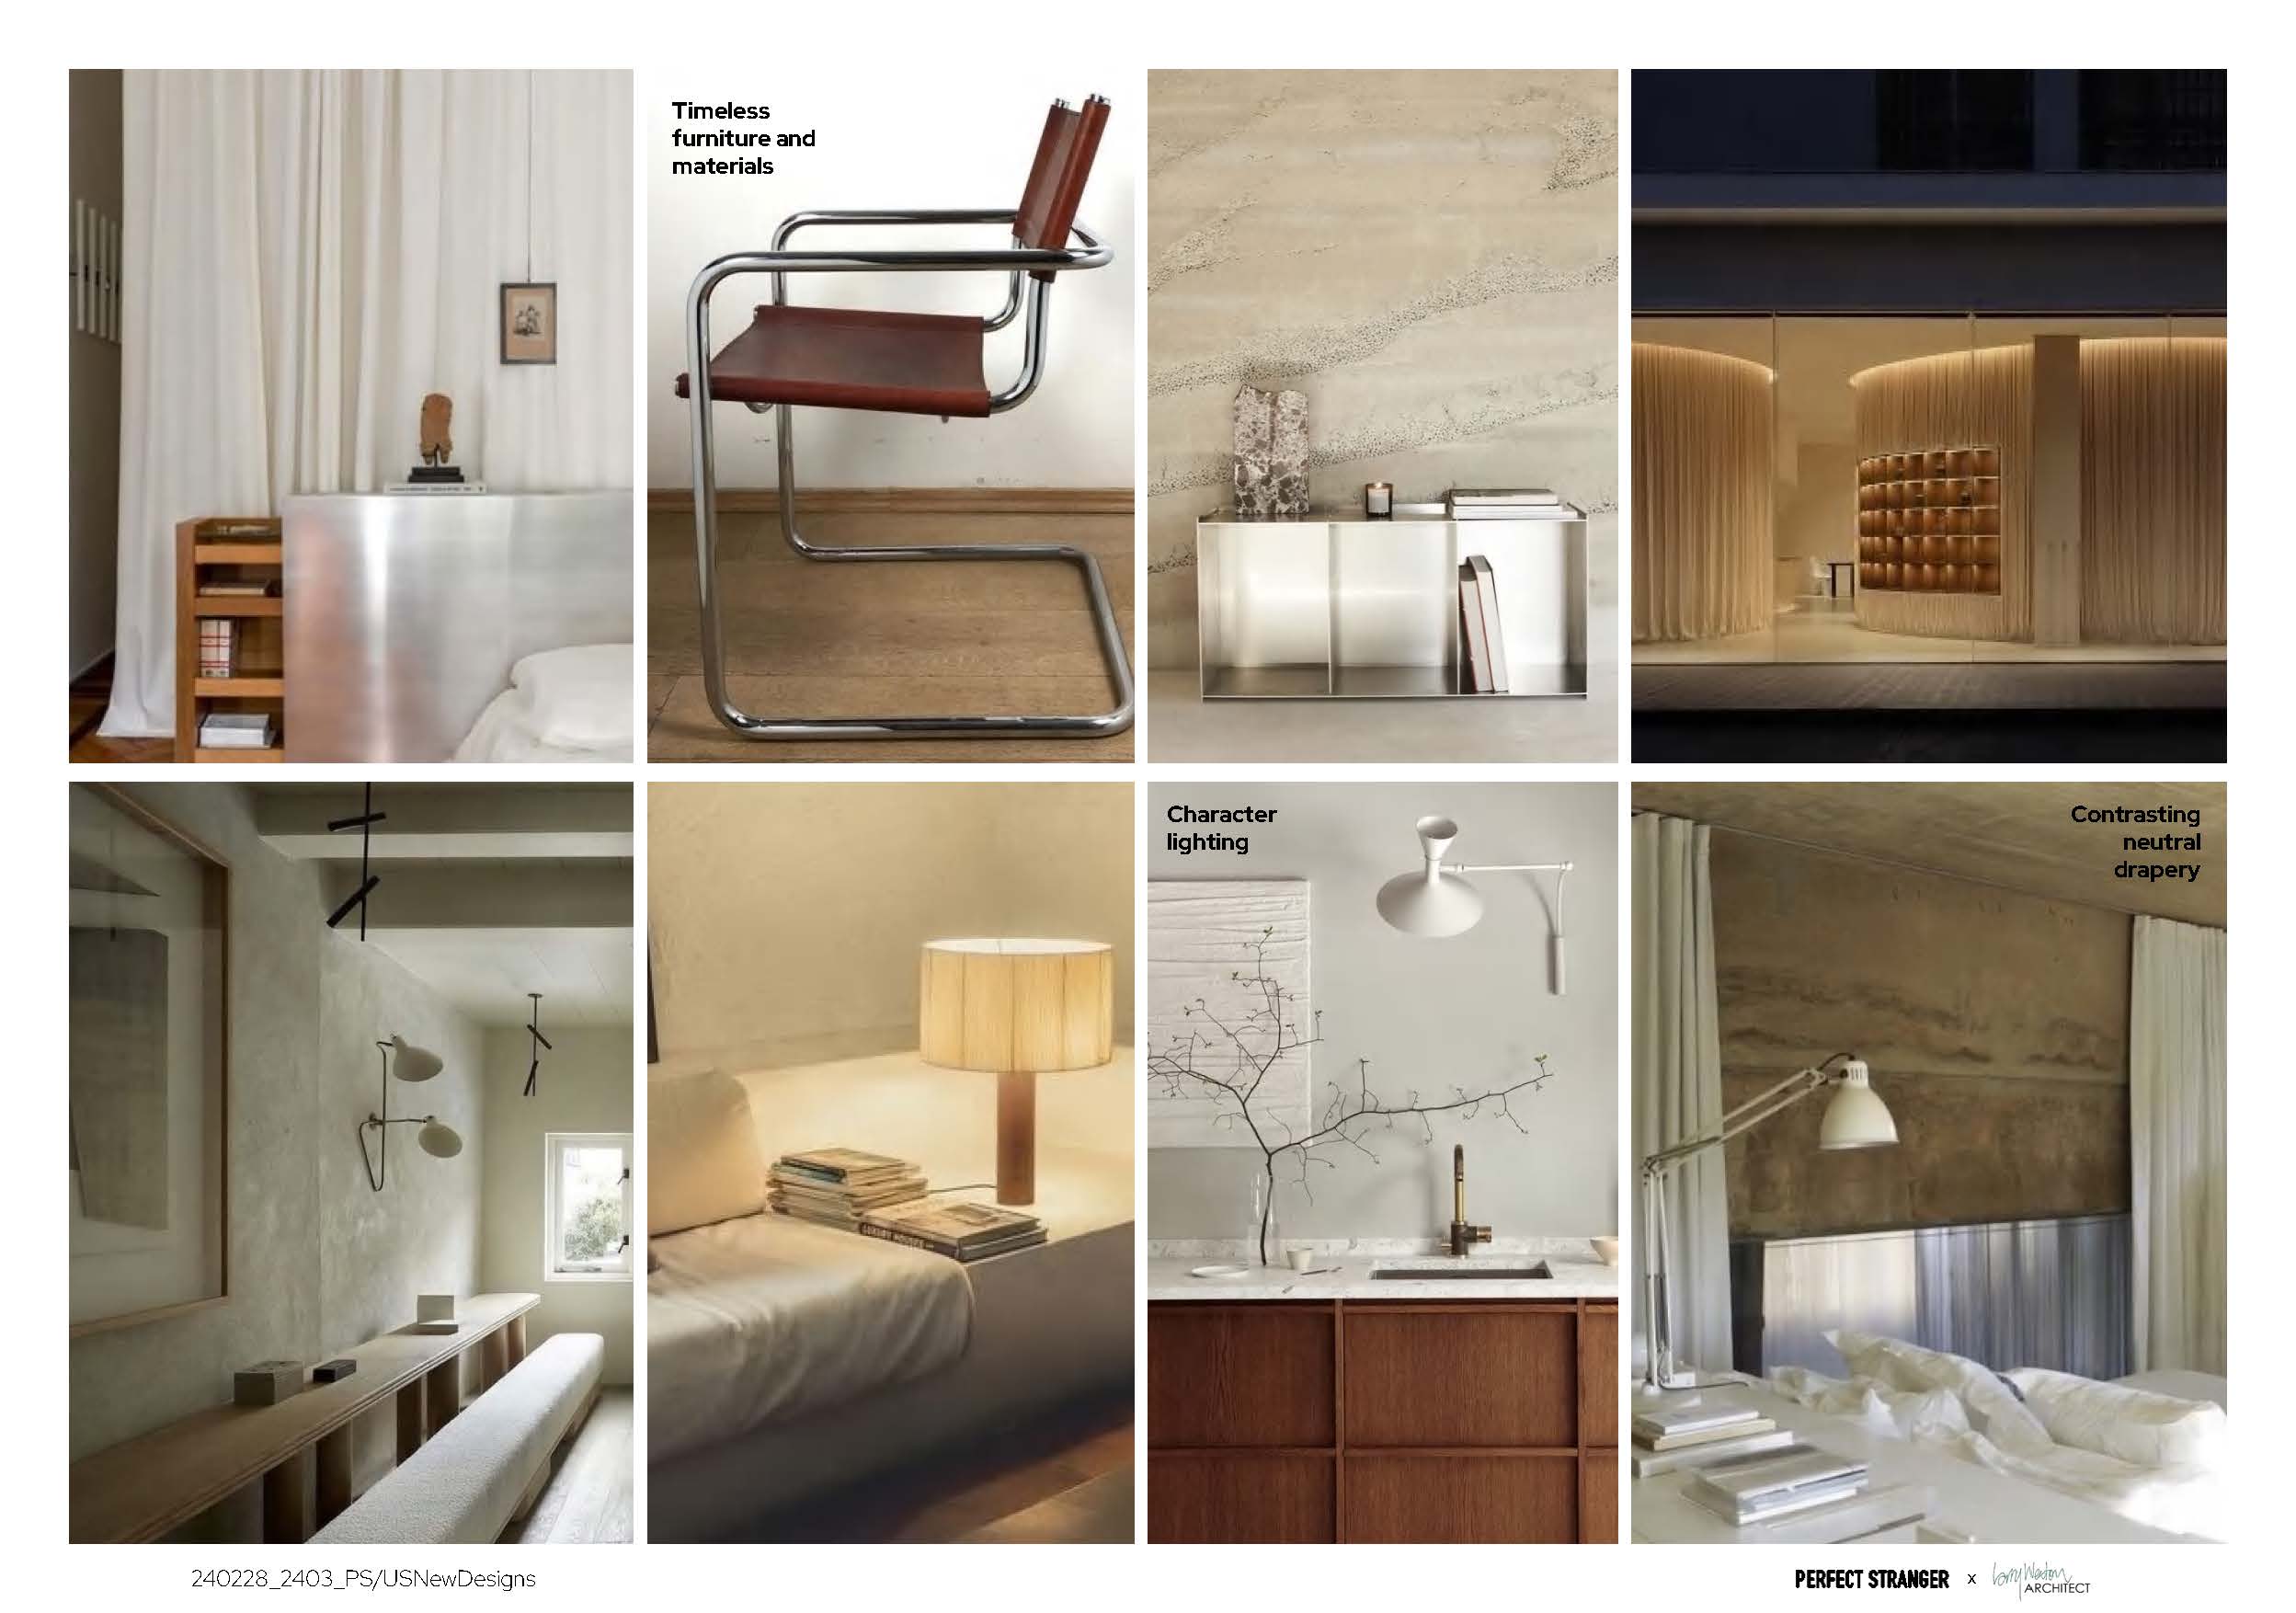 Timeless
furniture and
materials
Character
lighting
Contrasting
neutral
drapery
240228_2403_PS/USNewDesigns
PERFECT STRANGER x
ARCHITECT